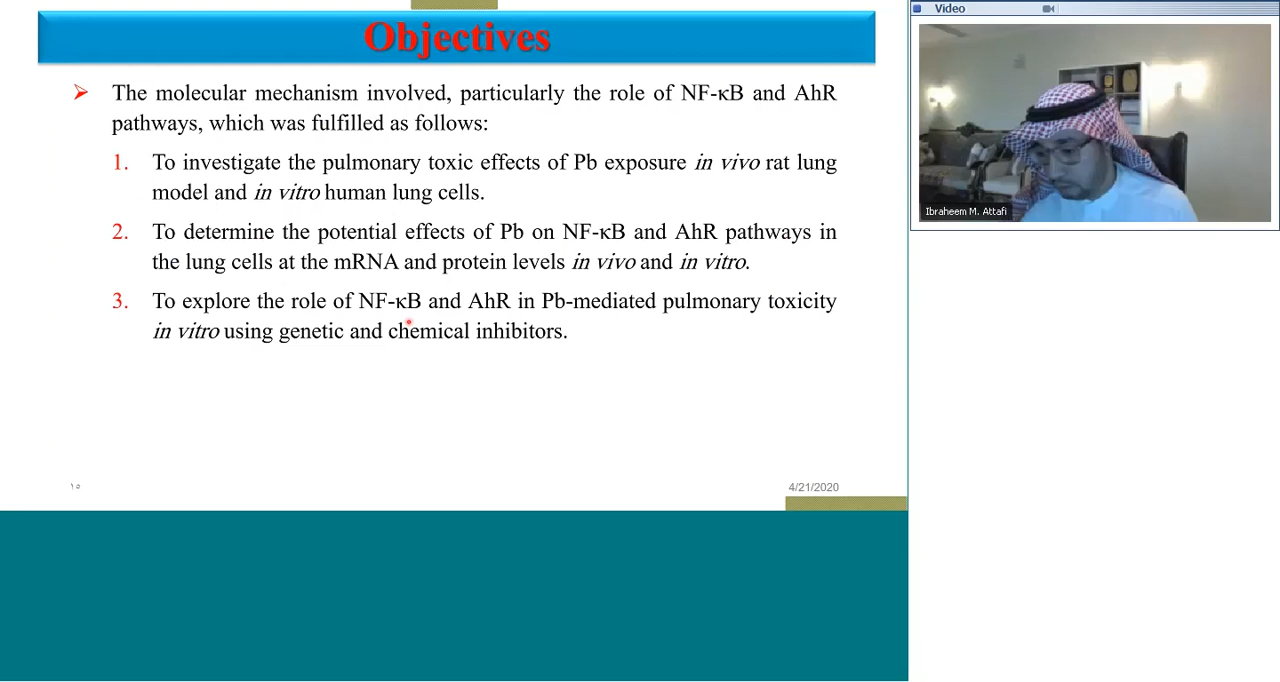 Objectives
➢ The molecular mechanism involved, particularly the role of NF-κB and AhR
pathways, which was fulfilled as follows:
1. To investigate the pulmonary toxic effects of Pb exposure in vivo rat lung
model and in vitro human lung cells.
2. To determine the potential effects of Pb on NF-κB and AhR pathways in
the lung cells at the mRNA and protein levels in vivo and in vitro.
3. To explore the role of NF-κB and AhR in Pb-mediated pulmonary toxicity
in vitro using genetic and chemical inhibitors.
١٥
4/21/2020
Video
Ibraheem M. Attafi